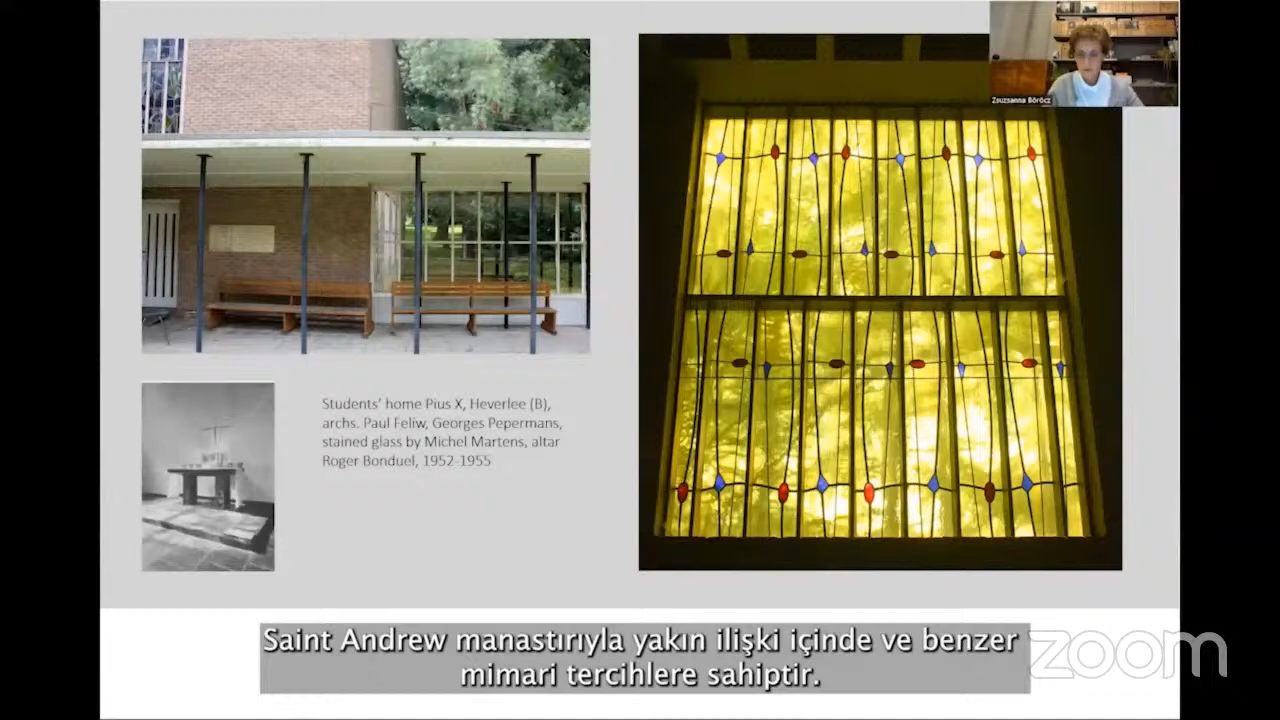 Zsuzsanna Böröcz
Students' home Pius X, Heverlee (B),
archs. Paul Feliw, Georges Pepermans,
stained glass by Michel Martens, altar
Roger Bonduel, 1952-1955
Saint Andrew manastırıyla yakın ilişki içinde ve benzer
mimari tercihlere sahiptir.
zoom